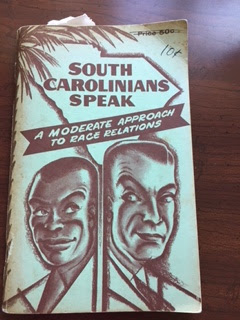 Price 50¢
10¢
SOUTH
CAROLINIANS
SPEAK
A MODERATE APPROACH
TO RACE RELATIONS